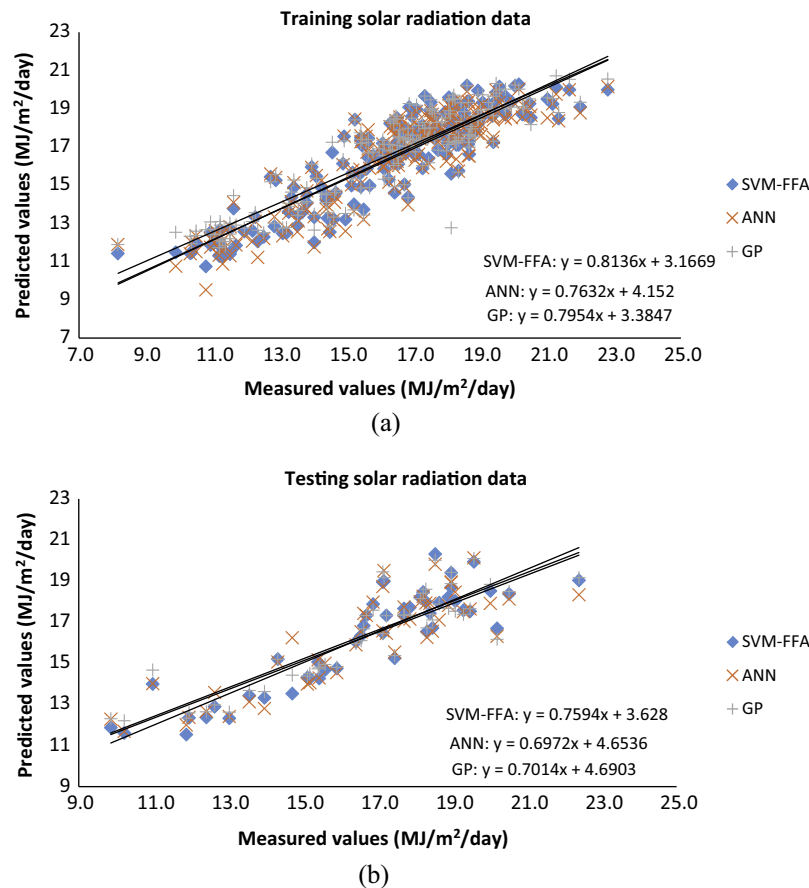 Training solar radiation data
23
21
19
17
15
13
11
9
7
7.0 9.0 11.0 13.0 15.0 17.0 19.0 21.0 23.0 25.0
Predicted values (MJ/m²/day)
Measured values (MJ/m²/day)
SVM-FFA
ANN
GP
SVM-FFA: y = 0.8136x + 3.1669
ANN: y = 0.7632x + 4.152
GP: y = 0.7954x + 3.3847
(a)
Testing solar radiation data
23
21
19
17
15
13
11
9
9.0 11.0 13.0 15.0 17.0 19.0 21.0 23.0 25.0
Predicted values (MJ/m²/day)
Measured values (MJ/m²/day)
SVM-FFA
ANN
GP
SVM-FFA: y = 0.7594x + 3.628
ANN: y = 0.6972x + 4.6536
GP: y = 0.7014x + 4.6903
(b)